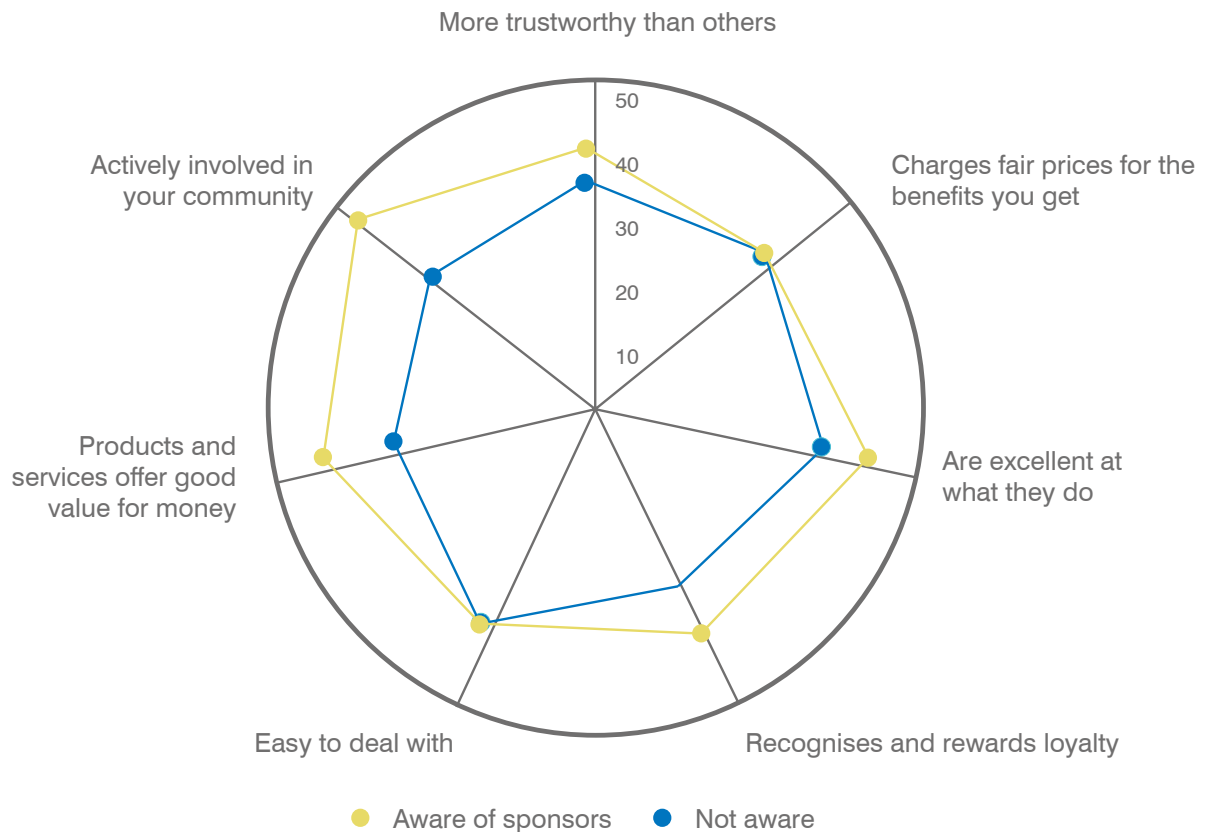 More trustworthy than others
50
40
30
20
10
Charges fair prices for the
benefits you get
Are excellent at
what they do
Recognises and rewards loyalty
Easy to deal with
Products and
services offer good
value for money
Actively involved in
your community
Aware of sponsors
Not aware